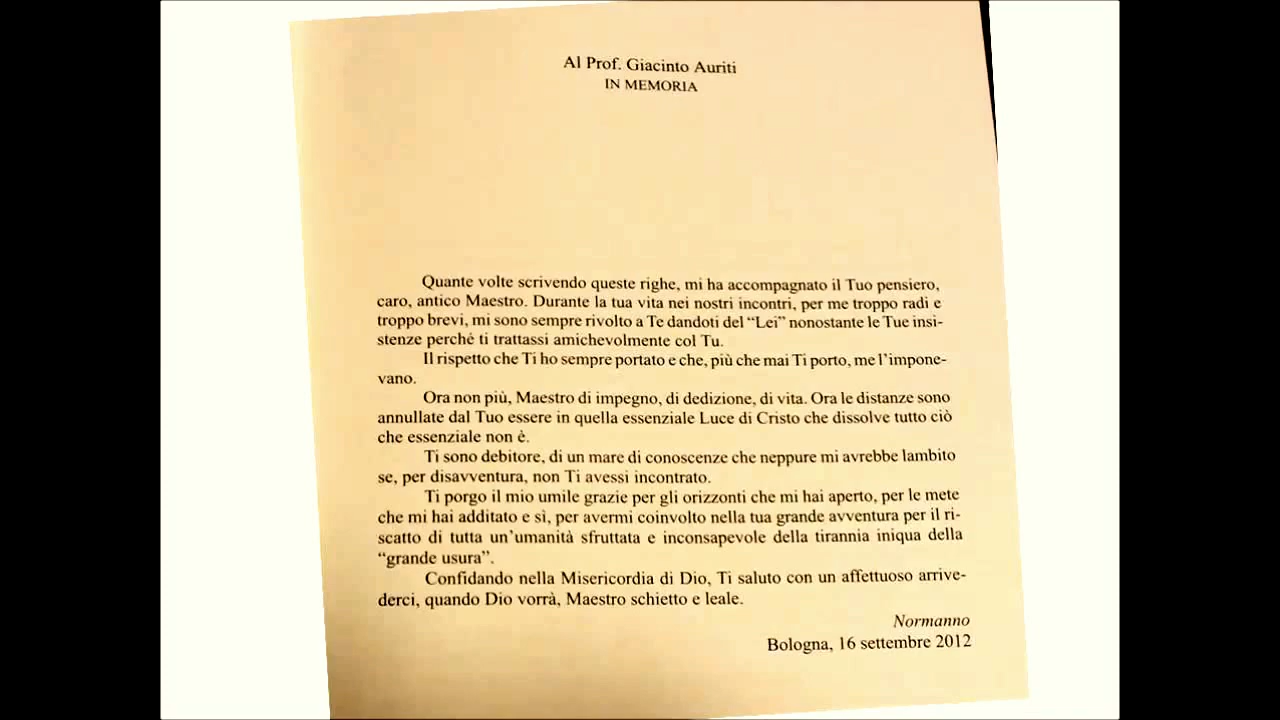 Al Prof. Giacinto Auriti
IN MEMORIA
Quante volte scrivendo queste righe, mi ha accompagnato il Tuo pensiero,
caro, antico Maestro. Durante la tua vita nei nostri incontri, per me troppo radi e
troppo brevi, mi sono sempre rivolto a Te dandoti del “Lei” nonostante le Tue insi-
stenze perché ti trattassi amichevolmente col Tu.
Il rispetto che Ti ho sempre portato e che, più che mai Ti porto, me l’impone-
vano.
Ora non più, Maestro di impegno, di dedizione, di vita. Ora le distanze sono
annullate dal Tuo essere in quella essenziale Luce di Cristo che dissolve tutto ciò
che essenziale non è.
Ti sono debitore, di un mare di conoscenze che neppure mi avrebbe lambito
se, per disavventura, non Ti avessi incontrato.
Ti porgo il mio umile grazie per gli orizzonti che mi hai aperto, per le mete
che mi hai additato e sì, per avermi coinvolto nella tua grande avventura per il ri-
scatto di tutta un’umanità sfruttata e inconsapevole della tirannia iniqua della
“grande usura”.
Confidando nella Misericordia di Dio, Ti saluto con un affettuoso arrive-
derci, quando Dio vorrà, Maestro schietto e leale.
Normanno
Bologna, 16 settembre 2012